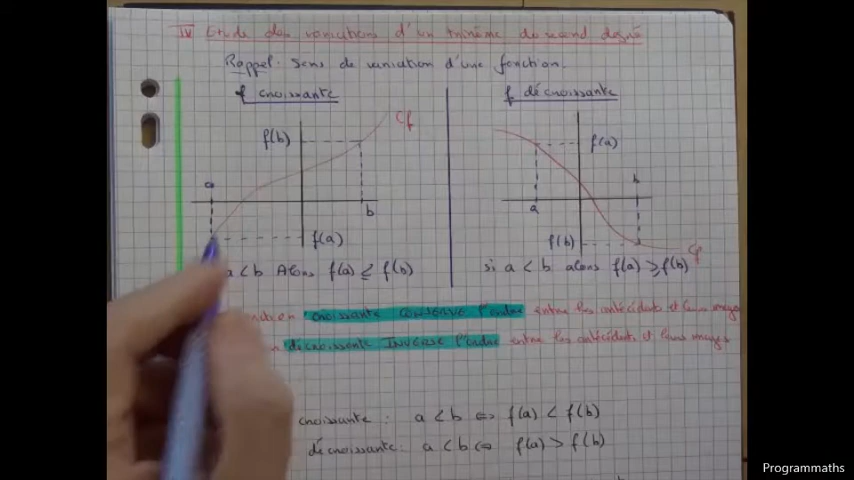 IV Etude des variations d'un trinôme du second degré
Rappel: sens de variation d'une fonction.
f croissante
f décroissante
Cf
f(b)
f(a)
a
b
b
a
f(a)
f(b)
Cf
a < b Alors f(a) ≤ f(b)
si a < b alors f(a) ≥ f(b)
croissante CONSERVE l'ordre entre les antécédents et leurs images
décroissante INVERSE l'ordre entre les antécédents et leurs images
croissante: a < b ⇔ f(a) < f(b)
décroissante: a < b ⇔ f(a) > f(b)
Programmaths